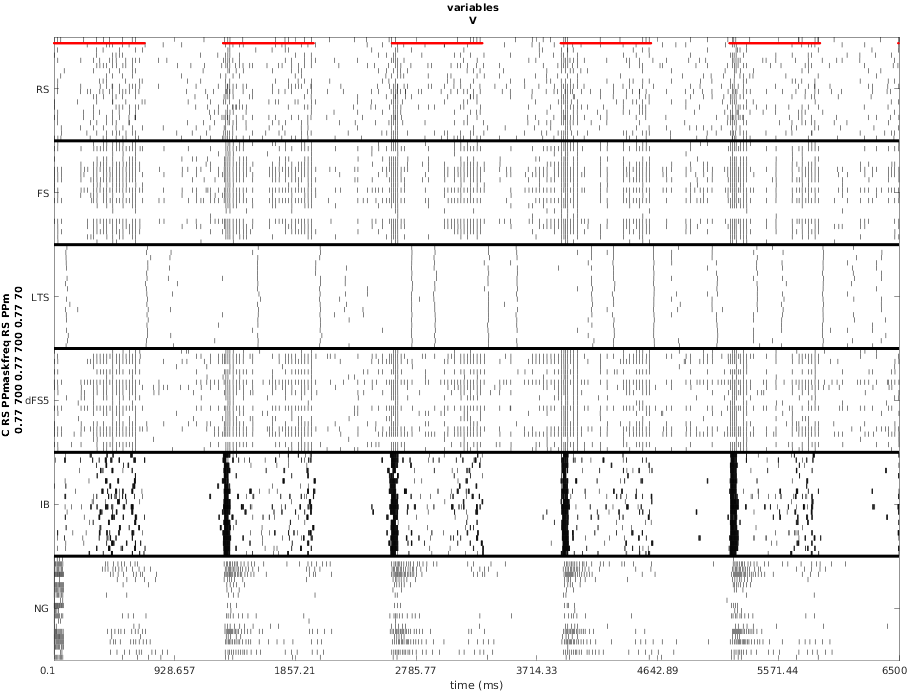 variables
V
RS
FS
LTS
dFS5
IB
NG
C RS PPmaskfreq RS PPm
0.77 700 0.77 700 0.77 70
0.1 928.657 1857.21 2785.77 3714.33 4642.89 5571.44 6500
time (ms)